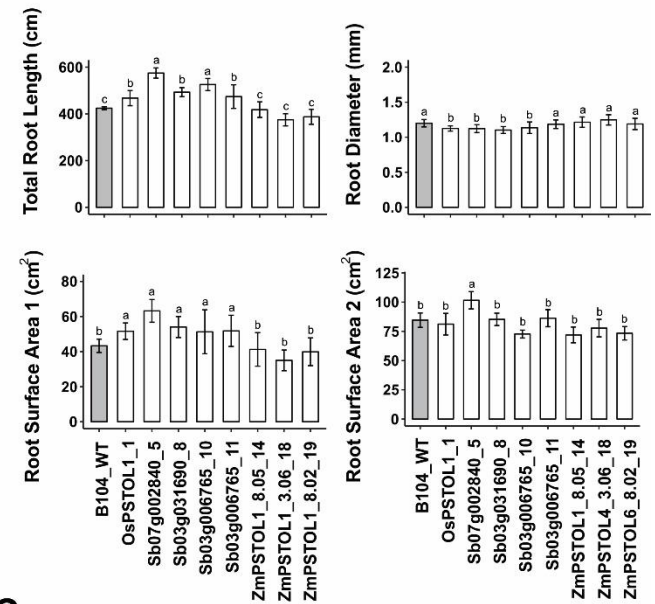 Total Root Length (cm)
600
400
200
0
c b a b a b c c c
Root Diameter (mm)
2.0
1.5
1.0
0.5
0.0
a b b b b a a a a
Root Surface Area 1 (cm²)
80
60
40
20
0
b a a a a a b b b
B104_WT
OsPSTOL1_1
Sb07g002840_5
Sb03g031690_8
Sb03g006765_10
Sb03g006765_11
ZmPSTOL1_8.05_14
ZmPSTOL1_3.06_18
ZmPSTOL1_8.02_19
Root Surface Area 2 (cm²)
125
100
75
50
25
0
b b a b b b b b b
B104_WT
OsPSTOL1_1
Sb07g002840_5
Sb03g031690_8
Sb03g006765_10
Sb03g006765_11
ZmPSTOL1_8.05_14
ZmPSTOL4_3.06_18
ZmPSTOL6_8.02_19